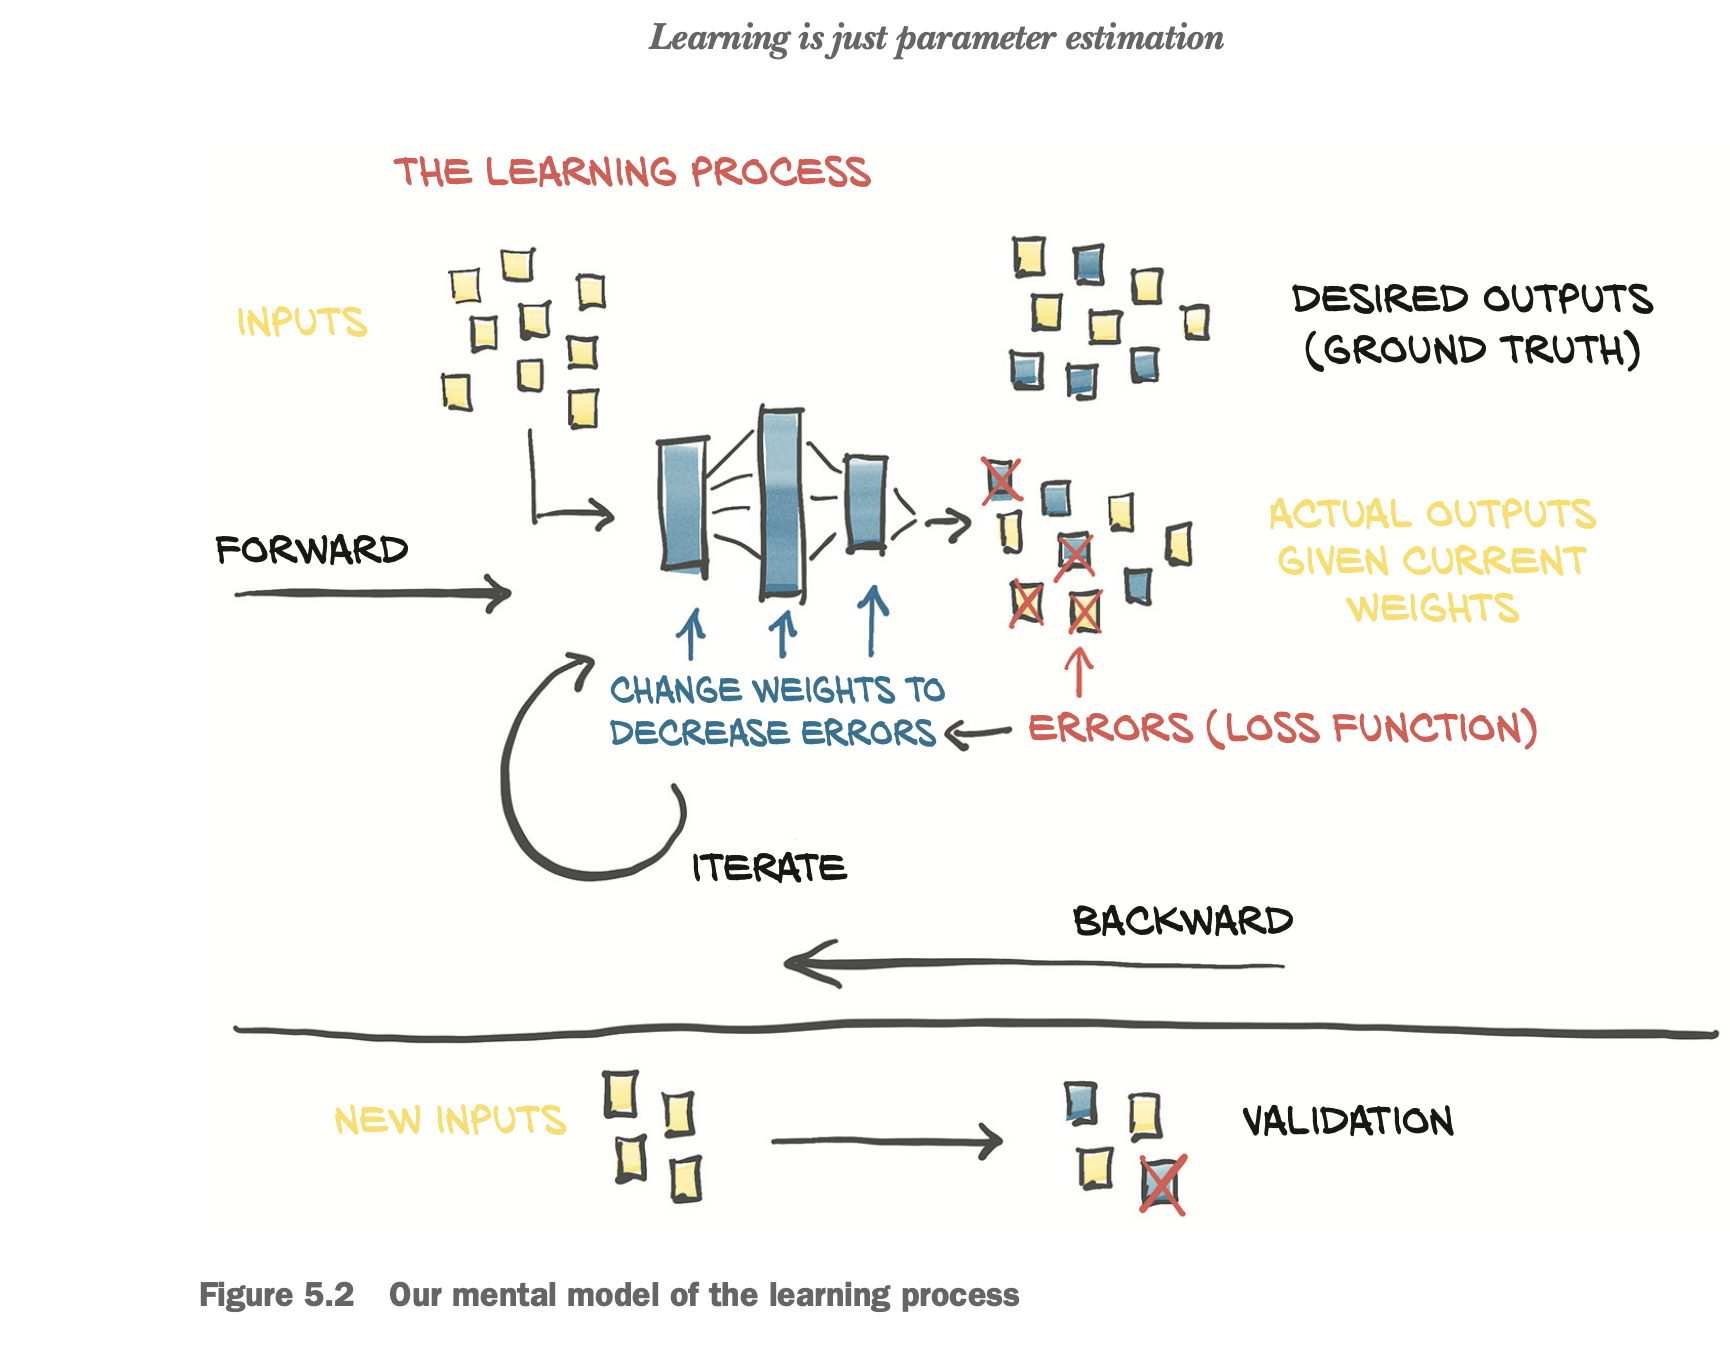 Learning is just parameter estimation
THE LEARNING PROCESS
INPUTS
DESIRED OUTPUTS
(GROUND TRUTH)
FORWARD
ACTUAL OUTPUTS
GIVEN CURRENT
WEIGHTS
CHANGE WEIGHTS TO
DECREASE ERRORS
ERRORS (LOSS FUNCTION)
ITERATE
BACKWARD
NEW INPUTS
VALIDATION
Figure 5.2 Our mental model of the learning process